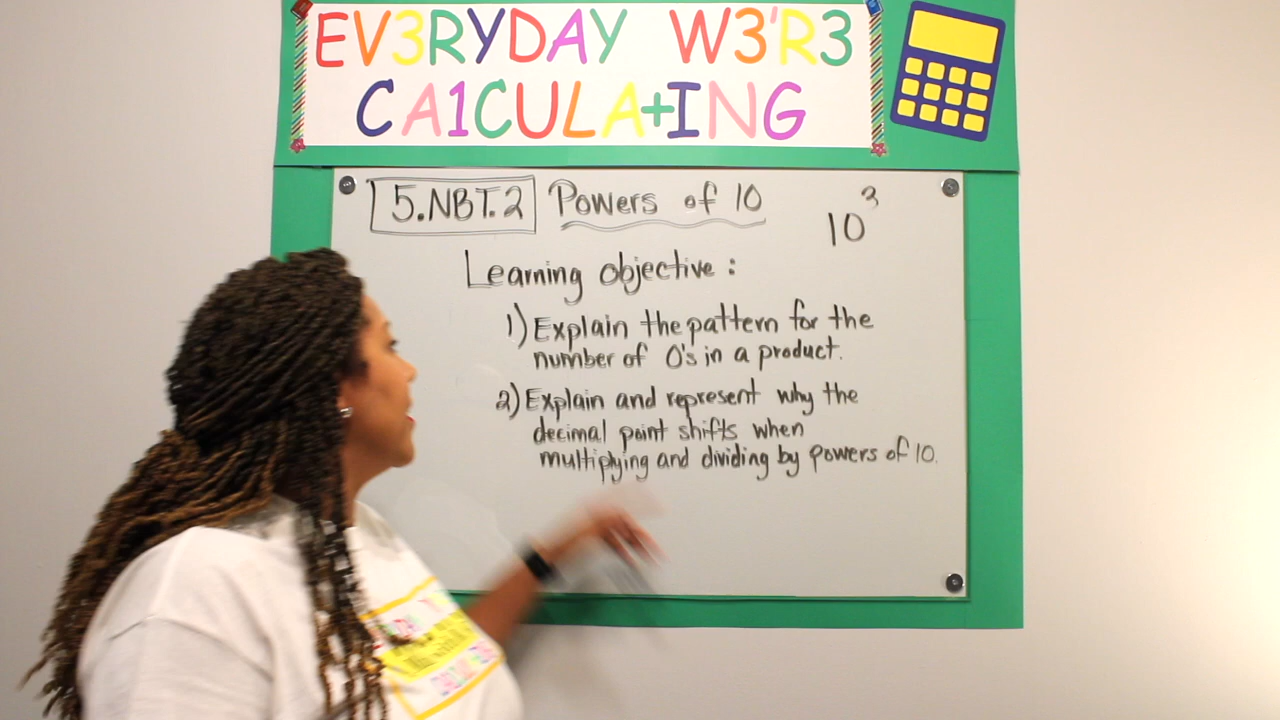 EV3RYDAY W3'R3
CA1CULA+ING
5.NBT.2 Powers of 10
10³
Learning objective :
1) Explain the pattern for the
number of 0's in a product.
2) Explain and represent why the
decimal point shifts when
multiplying and dividing by powers of 10.